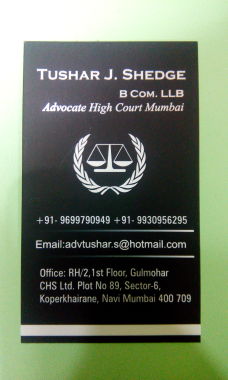 TUSHAR J. SHEDGE
B COM. LLB
Advocate High Court Mumbai
+91- 9699790949 +91- 9930956295
Email:advtushar.s@hotmail.com
Office: RH/2,1st Floor, Gulmohar
CHS Ltd. Plot No 89, Sector-6,
Koperkhairane, Navi Mumbai 400 709